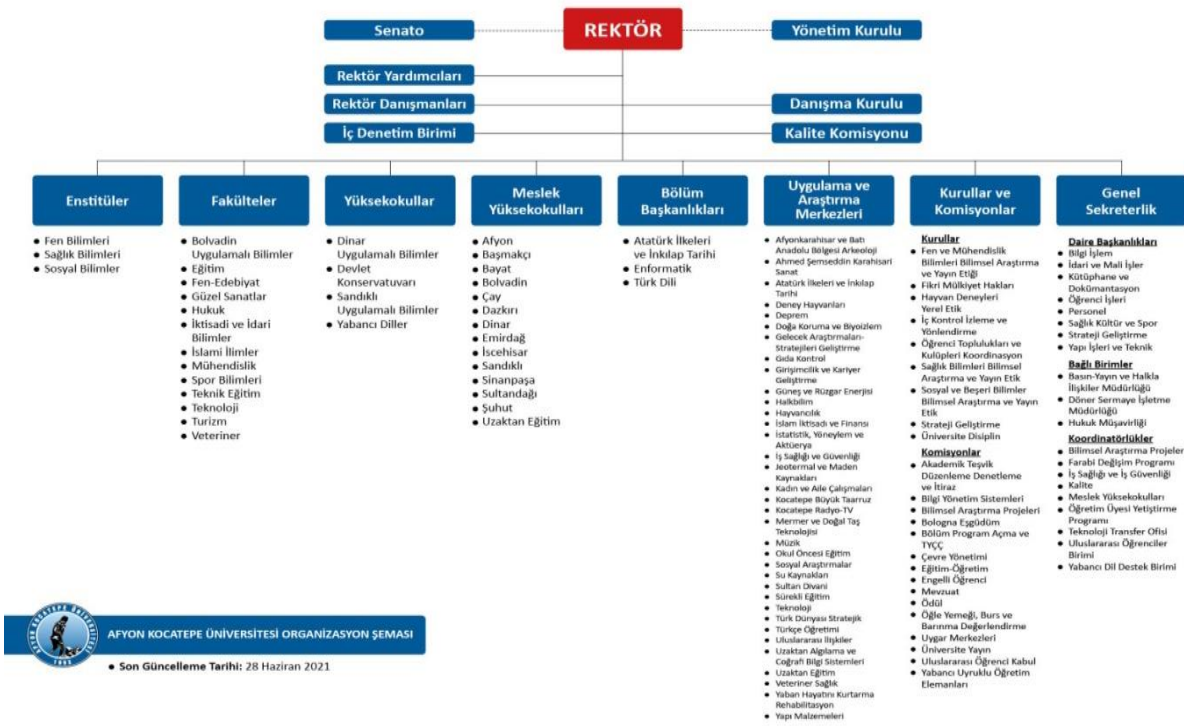 Senato
REKTÖR
Yönetim Kurulu
Rektör Yardımcıları
Rektör Danışmanları
Danışma Kurulu
İç Denetim Birimi
Kalite Komisyonu
Enstitüler
• Fen Bilimleri
• Sağlık Bilimleri
• Sosyal Bilimler
Fakülteler
• Bolvadin
Uygulamalı Bilimler
• Eğitim
• Fen-Edebiyat
• Güzel Sanatlar
• Hukuk
• İktisadi ve İdari
Bilimler
• İslami İlimler
• Mühendislik
• Spor Bilimleri
• Teknik Eğitim
• Teknoloji
• Turizm
• Veteriner
Yüksekokullar
• Dinar
Uygulamalı Bilimler
• Devlet
Konservatuvarı
• Sandıklı
Uygulamalı Bilimler
• Yabancı Diller
Meslek
Yüksekokulları
• Afyon
• Başmakçı
• Bayat
• Bolvadin
• Çay
• Dazkırı
• Dinar
• Emirdağ
• İscehisar
• Sandıklı
• Sinanpaşa
• Sultandağı
• Şuhut
• Uzaktan Eğitim
Bölüm
Başkanlıkları
• Atatürk İlkeleri
ve İnkılap Tarihi
• Enformatik
• Türk Dili
Uygulama ve
Araştırma
Merkezleri
• Afyonkarahisar ve Batı
Anadolu Bölgesi Arkeoloji
• Ahmed Şemseddin Karahisari
Sanat
• Atatürk İlkeleri ve İnkılap
Tarihi
• Deney Hayvanları
• Deprem
• Doğa Koruma ve Biyoizlem
• Gelecek Araştırmaları-
Stratejileri Geliştirme
• Gıda Kontrol
• Girişimcilik ve Kariyer
Geliştirme
• Güneş ve Rüzgar Enerjisi
• Halkbilim
• Hayvancılık
• İslam İktisadı ve Finansı
• İstatistik, Yöneylem ve
Aktüerya
• İş Sağlığı ve Güvenliği
• Jeotermal ve Maden
Kaynakları
• Kadın ve Aile Çalışmaları
• Kocatepe Büyük Taarruz
• Kocatepe Radyo-TV
• Mermer ve Doğal Taş
Teknolojisi
• Müzik
• Okul Öncesi Eğitim
• Sosyal Araştırmalar
• Su Kaynakları
• Sultan Divani
• Sürekli Eğitim
• Teknoloji
• Türk Dünyası Stratejik
• Türkçe Öğretimi
• Uluslararası İlişkiler
• Uzaktan Algılama ve
Coğrafi Bilgi Sistemleri
• Uzaktan Eğitim
• Veteriner Sağlık
• Yaban Hayatını Kurtarma
Rehabilitasyon
• Yapı Malzemeleri
Kurullar ve
Komisyonlar
Kurullar
• Fen ve Mühendislik
Bilimleri Bilimsel Araştırma
ve Yayın Etiği
• Fikri Mülkiyet Hakları
• Hayvan Deneyleri
Yerel Etik
• İç Kontrol İzleme ve
Yönlendirme
• Öğrenci Toplulukları ve
Kulüpleri Koordinasyon
• Sağlık Bilimleri Bilimsel
Araştırma ve Yayın Etik
• Sosyal ve Beşeri Bilimler
Bilimsel Araştırma ve Yayın
Etik
• Strateji Geliştirme
• Üniversite Disiplin
Komisyonlar
• Akademik Teşvik
Düzenleme Denetleme
ve İtiraz
• Bilgi Yönetim Sistemleri
• Bilimsel Araştırma Projeleri
• Bologna Eşgüdüm
• Bölüm Program Açma ve
TYÇÇ
• Çevre Yönetimi
• Eğitim-Öğretim
• Engelli Öğrenci
• Mevzuat
• Ödül
• Öğle Yemeği, Burs ve
Barınma Değerlendirme
• Uygar Merkezleri
• Üniversite Yayın
• Uluslararası Öğrenci Kabul
• Yabancı Uyruklu Öğretim
Elemanları
Genel
Sekreterlik
Daire Başkanlıkları
• Bilgi İşlem
• İdari ve Mali İşler
• Kütüphane ve
Dokümantasyon
• Öğrenci İşleri
• Personel
• Sağlık Kültür ve Spor
• Strateji Geliştirme
• Yapı İşleri ve Teknik
Bağlı Birimler
• Basın-Yayın ve Halkla
İlişkiler Müdürlüğü
• Döner Sermaye İşletme
Müdürlüğü
• Hukuk Müşavirliği
Koordinatörlükler
• Bilimsel Araştırma Projeler
• Farabi Değişim Programı
• İş Sağlığı ve İş Güvenliği
• Kalite
• Meslek Yüksekokulları
• Öğretim Üyesi Yetiştirme
Programı
• Teknoloji Transfer Ofisi
• Uluslararası Öğrenciler
Birimi
• Yabancı Dil Destek Birimi
AFYON KOCATEPE ÜNİVERSİTESİ
1992
AFYON KOCATEPE ÜNİVERSİTESİ ORGANİZASYON ŞEMASI
• Son Güncelleme Tarihi: 28 Haziran 2021